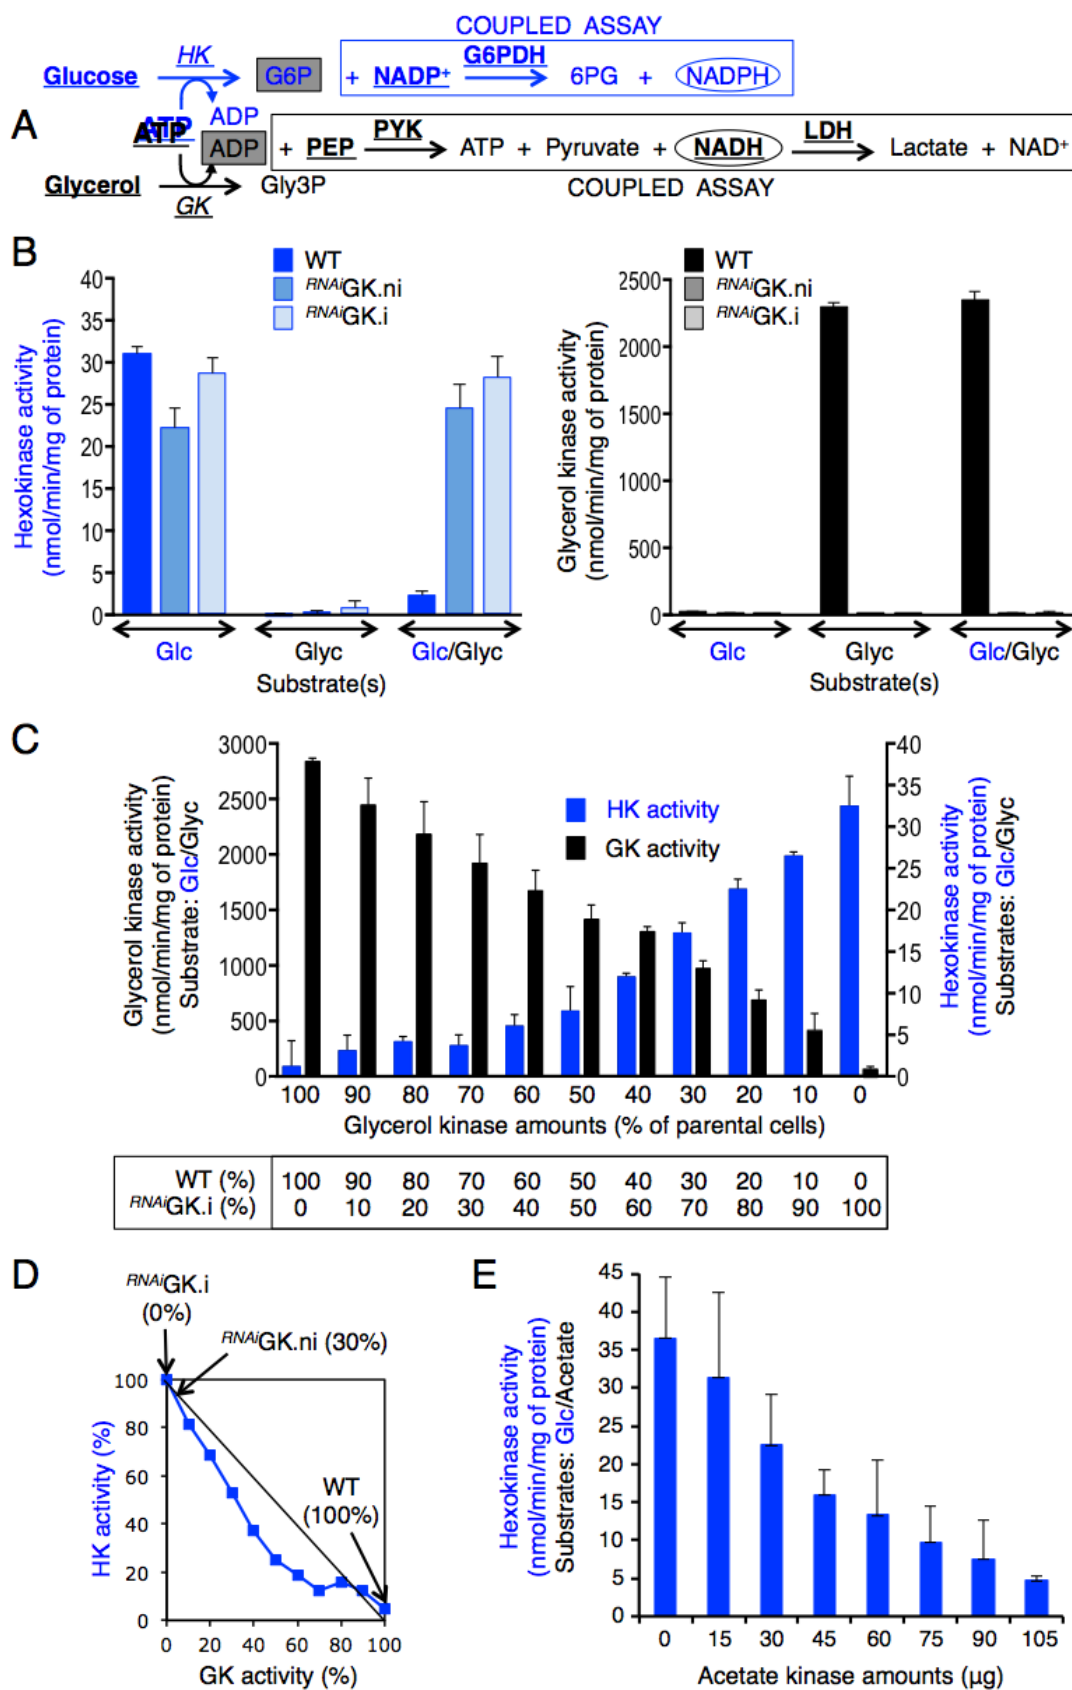 COUPLED ASSAY
Glucose HK G6P + NADP⁺ G6PDH 6PG + NADPH
ATP ADP
A
ATP ADP + PEP PYK ATP + Pyruvate + NADH LDH Lactate + NAD⁺
Glycerol GK Gly3P
COUPLED ASSAY
B
Hexokinase activity
(nmol/min/mg of protein)
40
35
30
25
20
15
10
5
0
WT
RNAiGK.ni
RNAiGK.i
Glc Glyc Glc/Glyc
Substrate(s)
Glycerol kinase activity
(nmol/min/mg of protein)
2500
2000
1500
1000
500
0
WT
RNAiGK.ni
RNAiGK.i
Glc Glyc Glc/Glyc
Substrate(s)
C
Glycerol kinase activity
(nmol/min/mg of protein)
Substrate: Glc/Glyc
3000
2500
2000
1500
1000
500
0
HK activity
GK activity
40
35
30
25
20
15
10
5
0
Hexokinase activity
(nmol/min/mg of protein)
Substrates: Glc/Glyc
100 90 80 70 60 50 40 30 20 10 0
Glycerol kinase amounts (% of parental cells)
WT (%) 100 90 80 70 60 50 40 30 20 10 0
RNAiGK.i (%) 0 10 20 30 40 50 60 70 80 90 100
D
RNAiGK.i
(0%)
RNAiGK.ni (30%)
WT
(100%)
HK activity (%)
100
80
60
40
20
0
0 20 40 60 80 100
GK activity (%)
E
Hexokinase activity
(nmol/min/mg of protein)
Substrates: Glc/Acetate
45
40
35
30
25
20
15
10
5
0
0 15 30 45 60 75 90 105
Acetate kinase amounts (µg)